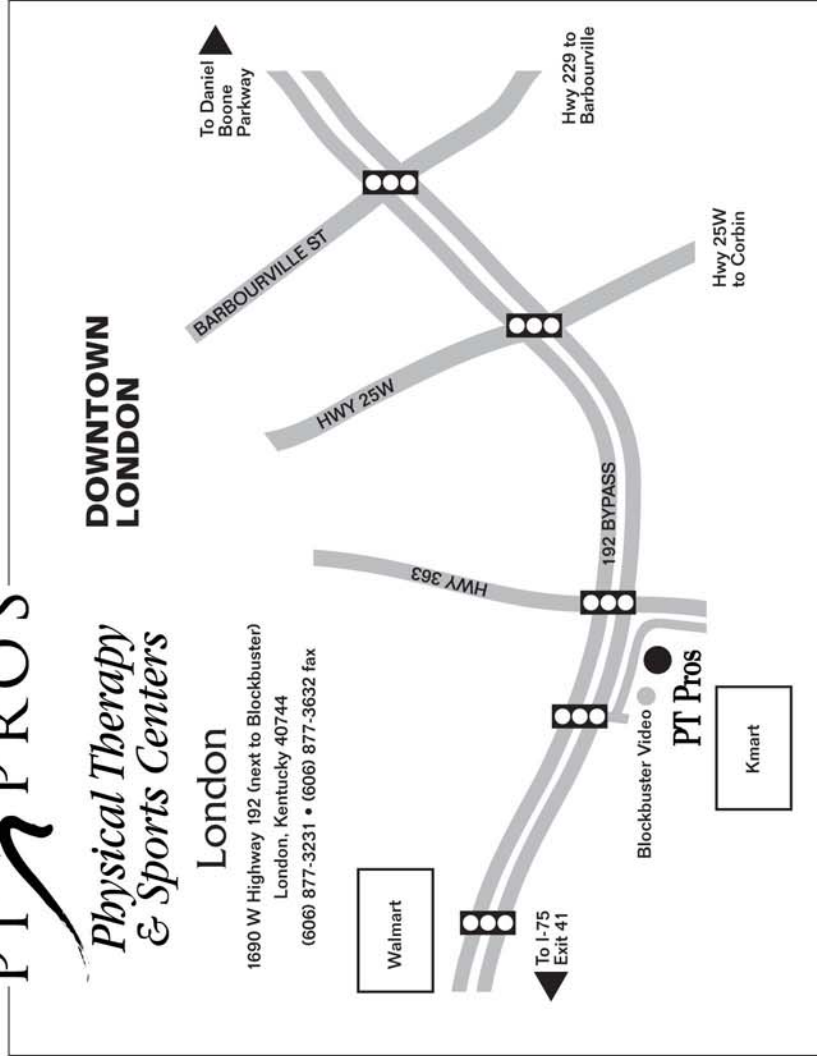 PT PROS
Physical Therapy
& Sports Centers
London
1690 W Highway 192 (next to Blockbuster)
London, Kentucky 40744
(606) 877-3231 • (606) 877-3632 fax
DOWNTOWN
LONDON
To Daniel
Boone
Parkway
BARBOURVILLE ST
HWY 25W
HWY 363
192 BYPASS
Hwy 229 to
Barbourville
Hwy 25W
to Corbin
Walmart
To I-75
Exit 41
Blockbuster Video
PT Pros
Kmart